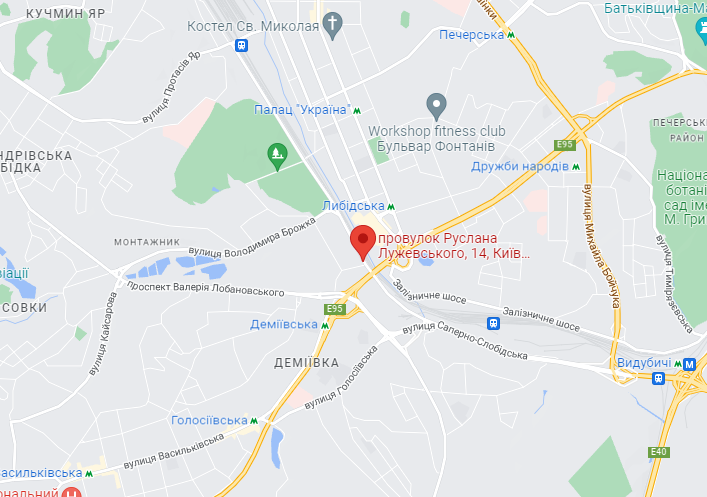 КУЧМИН ЯР
Костел Св. Миколая
Печерська
Батьківщина-Ма
вулиця Протасів Яр
Палац "Україна"
Workshop fitness club
Бульвар Фонтанів
E95
ПЕЧЕРСЬК
РАЙОН
НДРІВСЬКА
БІДКА
Дружби народів
Націона
ботані
сад іме
М. Гри
Либідська
вулиця Михайла Бойчука
МОНТАЖНИК
вулиця Володимира Брожка
провулок Руслана
Лужевського, 14, Київ...
вулиця Тимірязєвська
віації
проспект Валерія Лобановського
СОВКИ
вулиця Кайсарова
Залізничне шосе
Залізничне шосе
E95
Деміївська
вулиця Саперно-Слобідська
ДЕМІЇВКА
Видубичі
M
вулиця Голосіївська
Голосіївська
вулиця Васильківська
E40
Васильківська
ональний